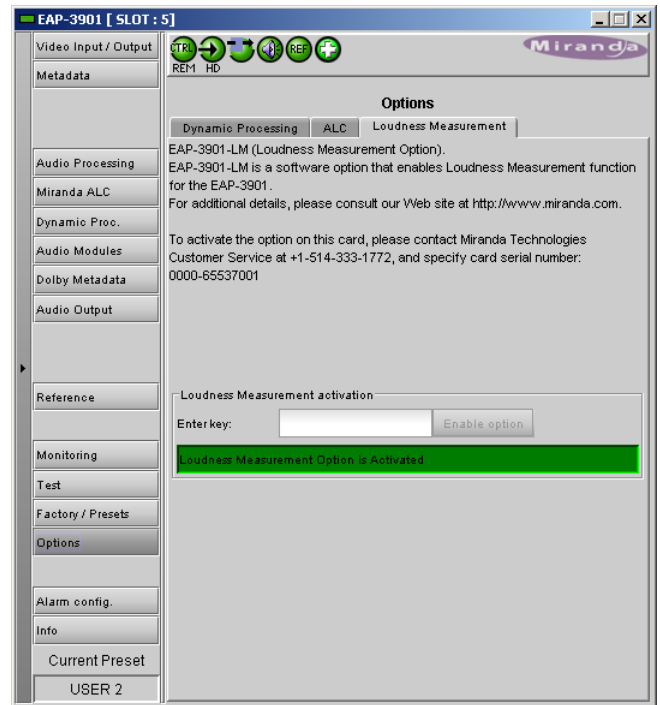 EAP-3901 [ SLOT : 5]
Video Input / Output
Metadata
Audio Processing
Miranda ALC
Dynamic Proc.
Audio Modules
Dolby Metadata
Audio Output
Reference
Monitoring
Test
Factory / Presets
Options
Alarm config.
Info
Current Preset
USER 2
CTRL
REF
REM HD
Miranda
Options
Dynamic Processing ALC Loudness Measurement
EAP-3901-LM (Loudness Measurement Option).
EAP-3901-LM is a software option that enables Loudness Measurement function
for the EAP-3901.
For additional details, please consult our Web site at http://www.miranda.com.
To activate the option on this card, please contact Miranda Technologies
Customer Service at +1-514-333-1772, and specify card serial number:
0000-65537001
Loudness Measurement activation
Enter key: Enable option
Loudness Measurement Option is Activated